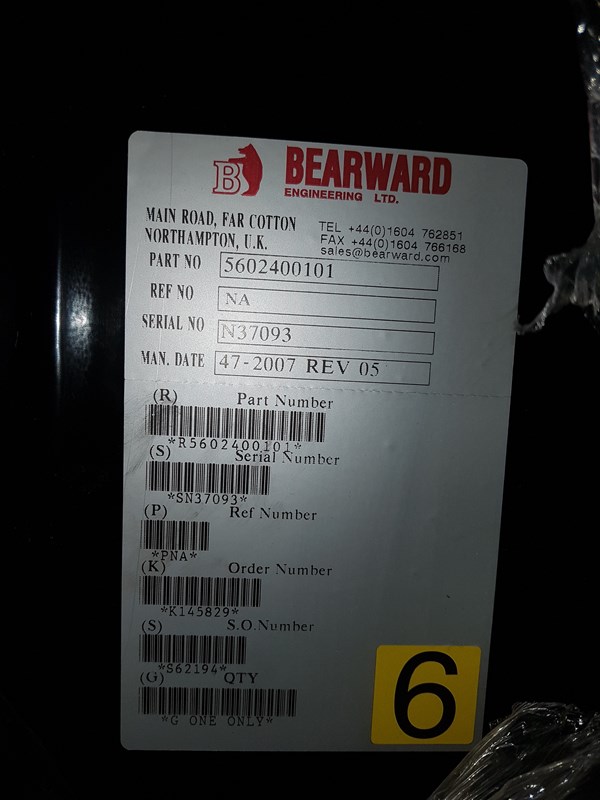 B BEARWARD
ENGINEERING LTD.
MAIN ROAD, FAR COTTON
NORTHAMPTON, U.K.
TEL +44(0)1604 762851
FAX +44(0)1604 766168
sales@bearward.com
PART NO 5602400101
REF NO NA
SERIAL NO N37093
MAN. DATE 47-2007 REV 05
(R) Part Number
*R5602400101*
(S) Serial Number
*SN37093*
(P) Ref Number
*PNA*
(K) Order Number
*K145829*
(S) S.O.Number
*S62194*
(G) QTY
*G ONE ONLY*
6